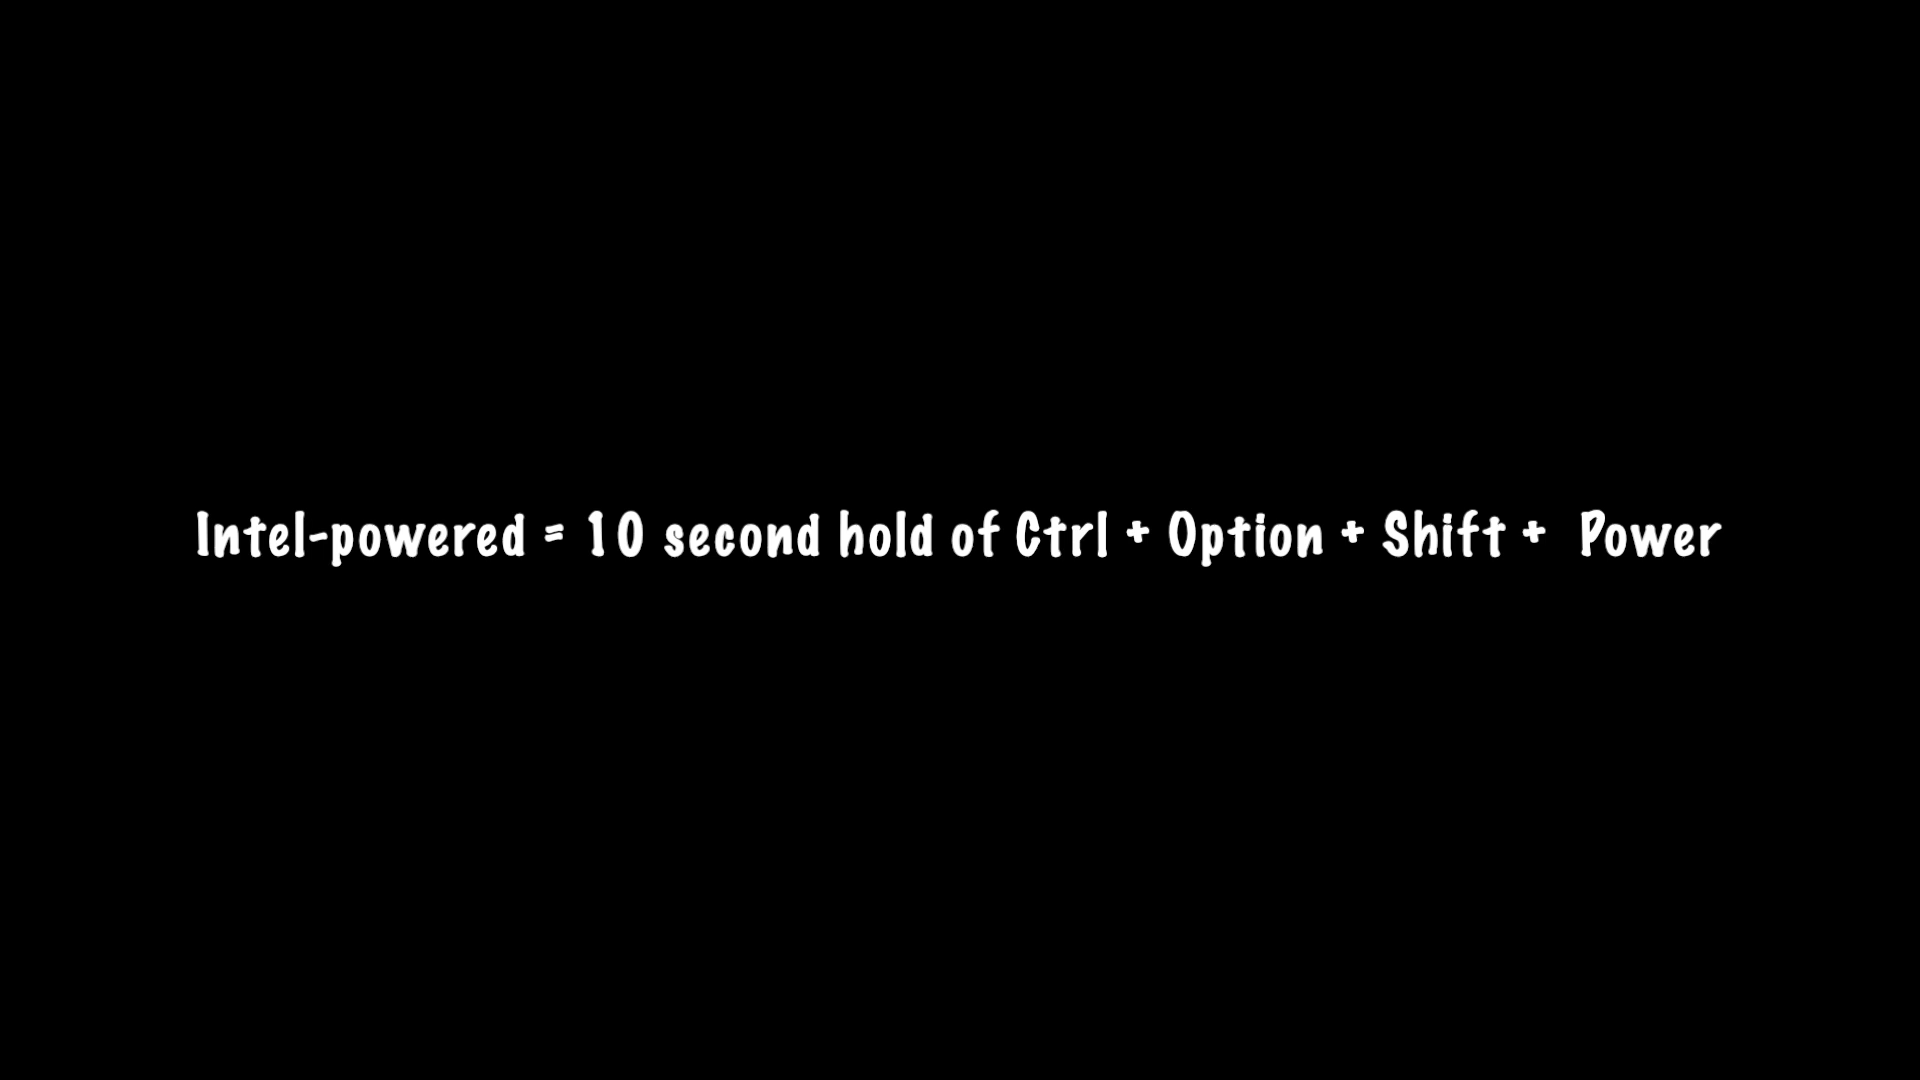 Intel-powered = 10 second hold of Ctrl + Option + Shift +  Power